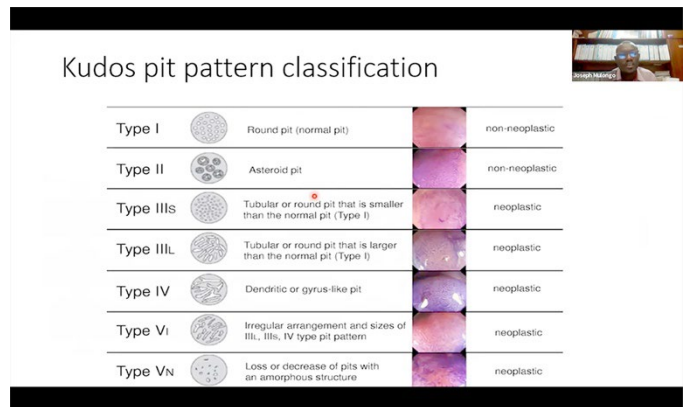 Kudos pit pattern classification
Joseph Mulango
Type I Round pit (normal pit) non-neoplastic
Type II Asteroid pit non-neoplastic
Type IIIS Tubular or round pit that is smaller
than the normal pit (Type I) neoplastic
Type IIIL Tubular or round pit that is larger
than the normal pit (Type I) neoplastic
Type IV Dendritic or gyrus-like pit neoplastic
Type VI Irregular arrangement and sizes of
IIIL, IIIS, IV type pit pattern neoplastic
Type VN Loss or decrease of pits with
an amorphous structure neoplastic